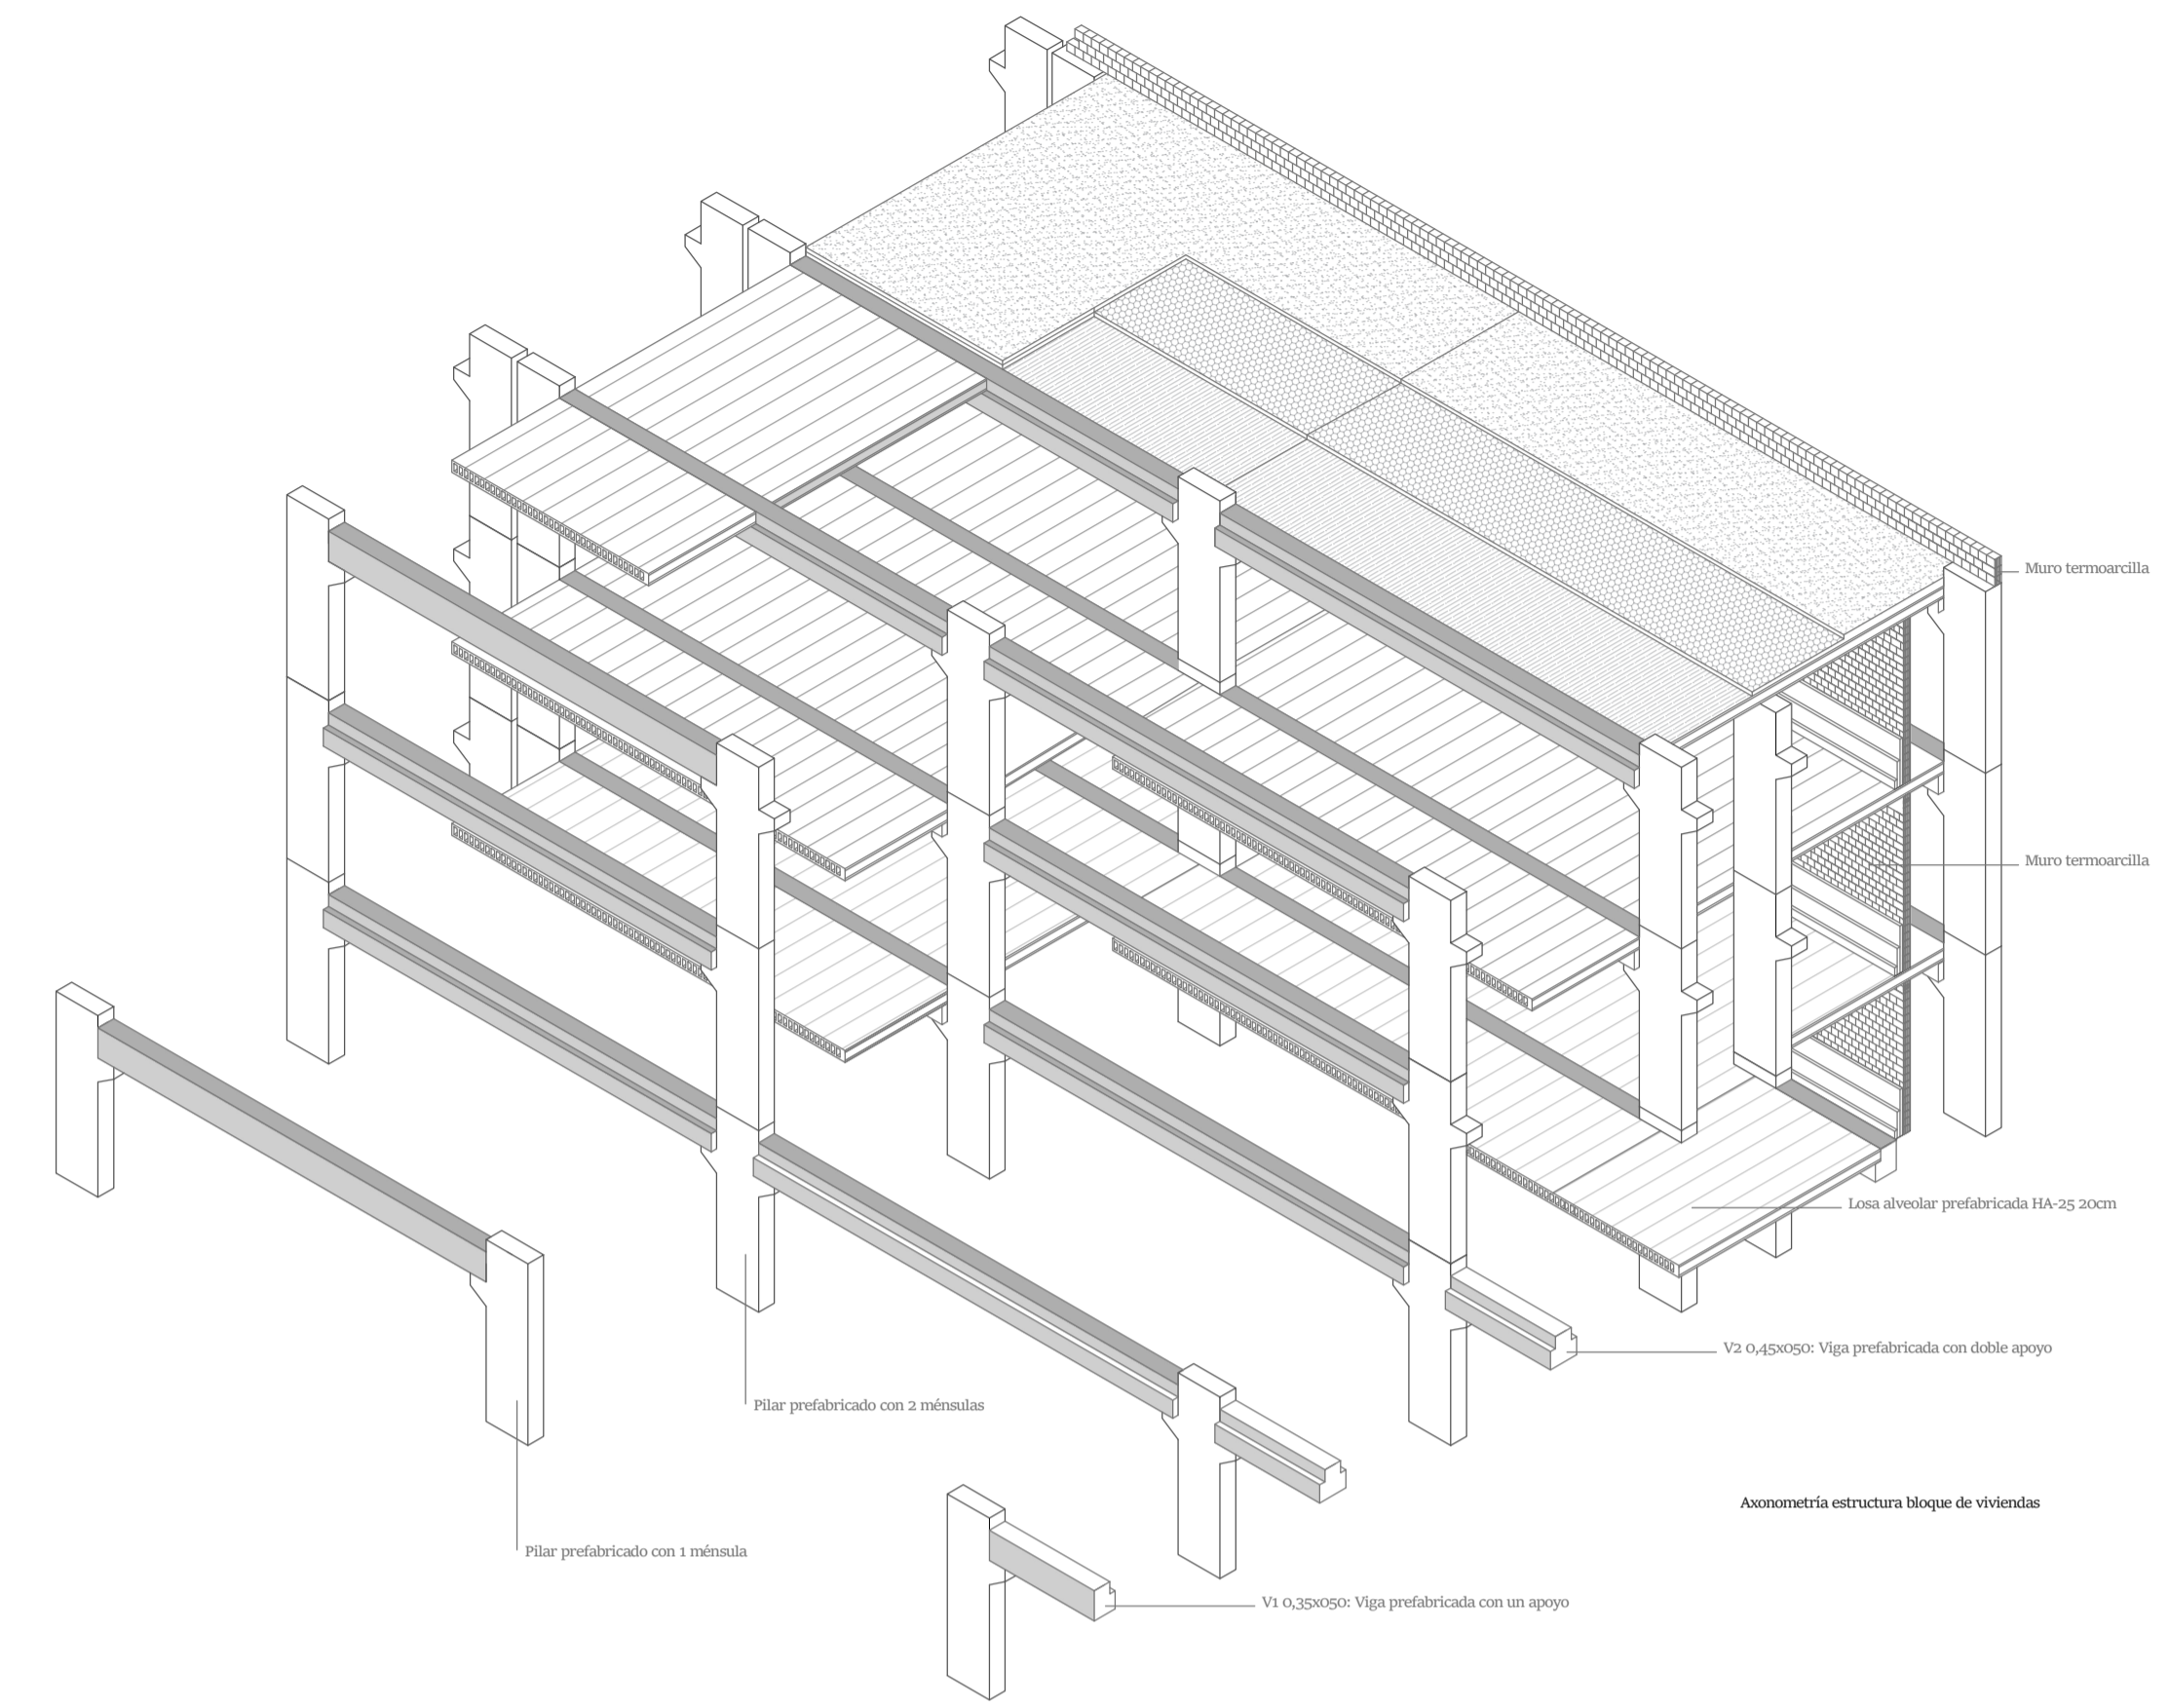 Muro termoarcilla
Muro termoarcilla
Losa alveolar prefabricada HA-25 20cm
V2 0,45x050: Viga prefabricada con doble apoyo
Pilar prefabricado con 2 ménsulas
Axonometría estructura bloque de viviendas
Pilar prefabricado con 1 ménsula
V1 0,35x050: Viga prefabricada con un apoyo